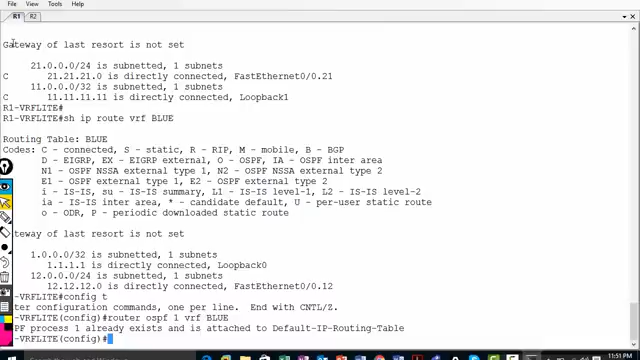 File View Tools Help
R1 R2
Gateway of last resort is not set
21.0.0.0/24 is subnetted, 1 subnets
C 21.21.21.0 is directly connected, FastEthernet0/0.21
11.0.0.0/32 is subnetted, 1 subnets
C 11.11.11.11 is directly connected, Loopback1
R1-VRFLITE#
R1-VRFLITE#sh ip route vrf BLUE
Routing Table: BLUE
Codes: C - connected, S - static, R - RIP, M - mobile, B - BGP
D - EIGRP, EX - EIGRP external, O - OSPF, IA - OSPF inter area
N1 - OSPF NSSA external type 1, N2 - OSPF NSSA external type 2
E1 - OSPF external type 1, E2 - OSPF external type 2
i - IS-IS, su - IS-IS summary, L1 - IS-IS level-1, L2 - IS-IS level-2
ia - IS-IS inter area, * - candidate default, U - per-user static route
o - ODR, P - periodic downloaded static route
teway of last resort is not set
1.0.0.0/32 is subnetted, 1 subnets
1.1.1.1 is directly connected, Loopback0
12.0.0.0/24 is subnetted, 1 subnets
12.12.12.0 is directly connected, FastEthernet0/0.12
-VRFLITE#config t
ter configuration commands, one per line. End with CNTL/Z.
-VRFLITE(config)#router ospf 1 vrf BLUE
PF process 1 already exists and is attached to Default-IP-Routing-Table
-VRFLITE(config)#
11:51 PM